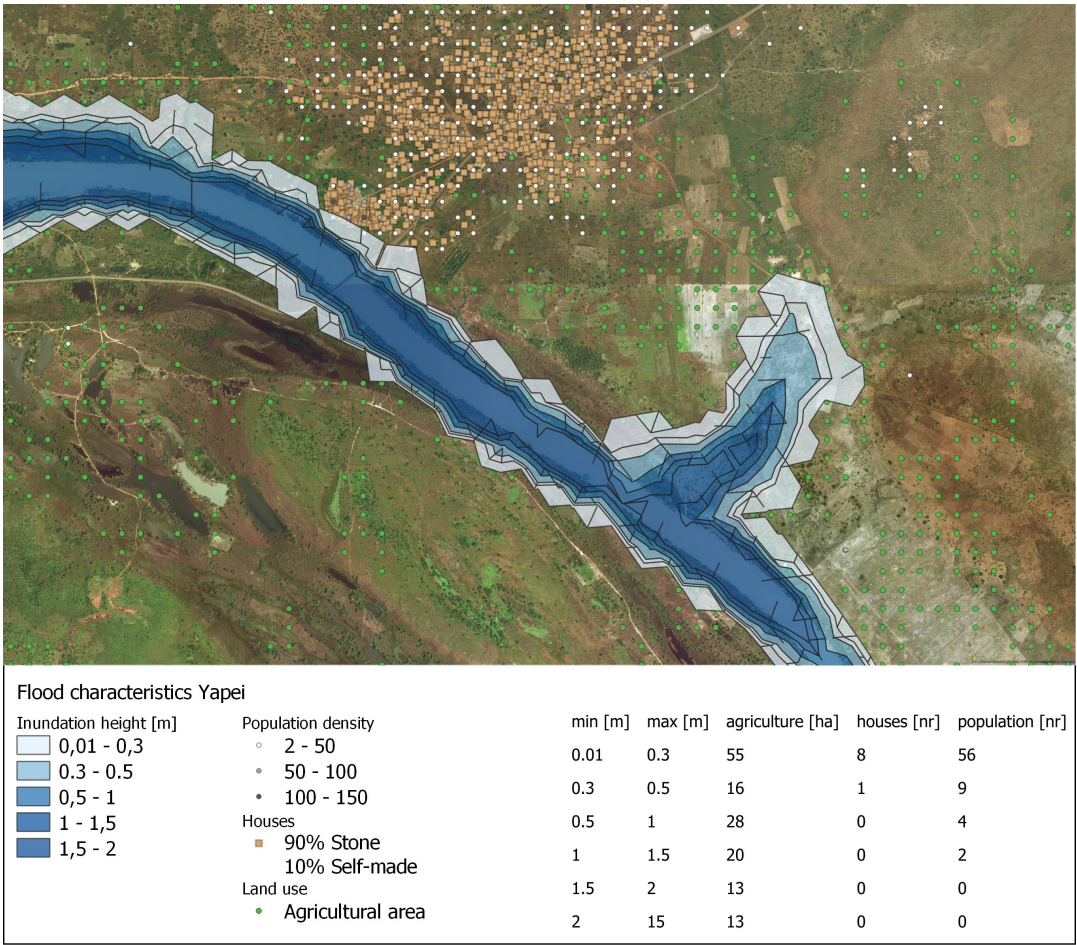 Flood characteristics Yapei
Inundation height [m]
0,01 - 0,3
0.3 - 0.5
0,5 - 1
1 - 1,5
1,5 - 2
Population density
2 - 50
50 - 100
100 - 150
Houses
90% Stone
10% Self-made
Land use
Agricultural area
min [m] max [m] agriculture [ha] houses [nr] population [nr]
0.01 0.3 55 8 56
0.3 0.5 16 1 9
0.5 1 28 0 4
1 1.5 20 0 2
1.5 2 13 0 0
2 15 13 0 0